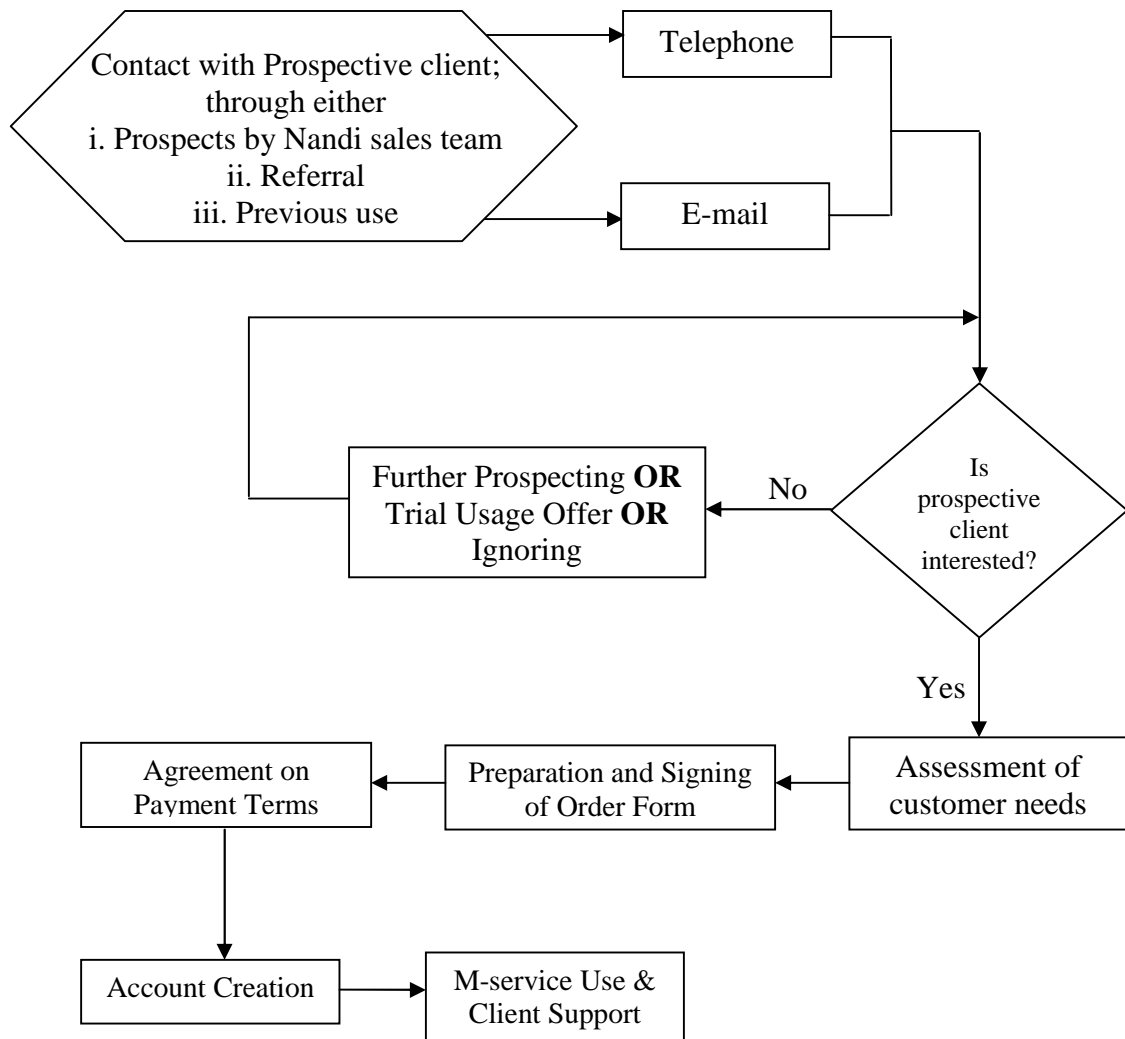 Contact with Prospective client;
through either
i. Prospects by Nandi sales team
ii. Referral
iii. Previous use
Telephone
E-mail
Is
prospective
client
interested?
No
Further Prospecting OR
Trial Usage Offer OR
Ignoring
Yes
Assessment of
customer needs
Preparation and Signing
of Order Form
Agreement on
Payment Terms
Account Creation
M-service Use &
Client Support